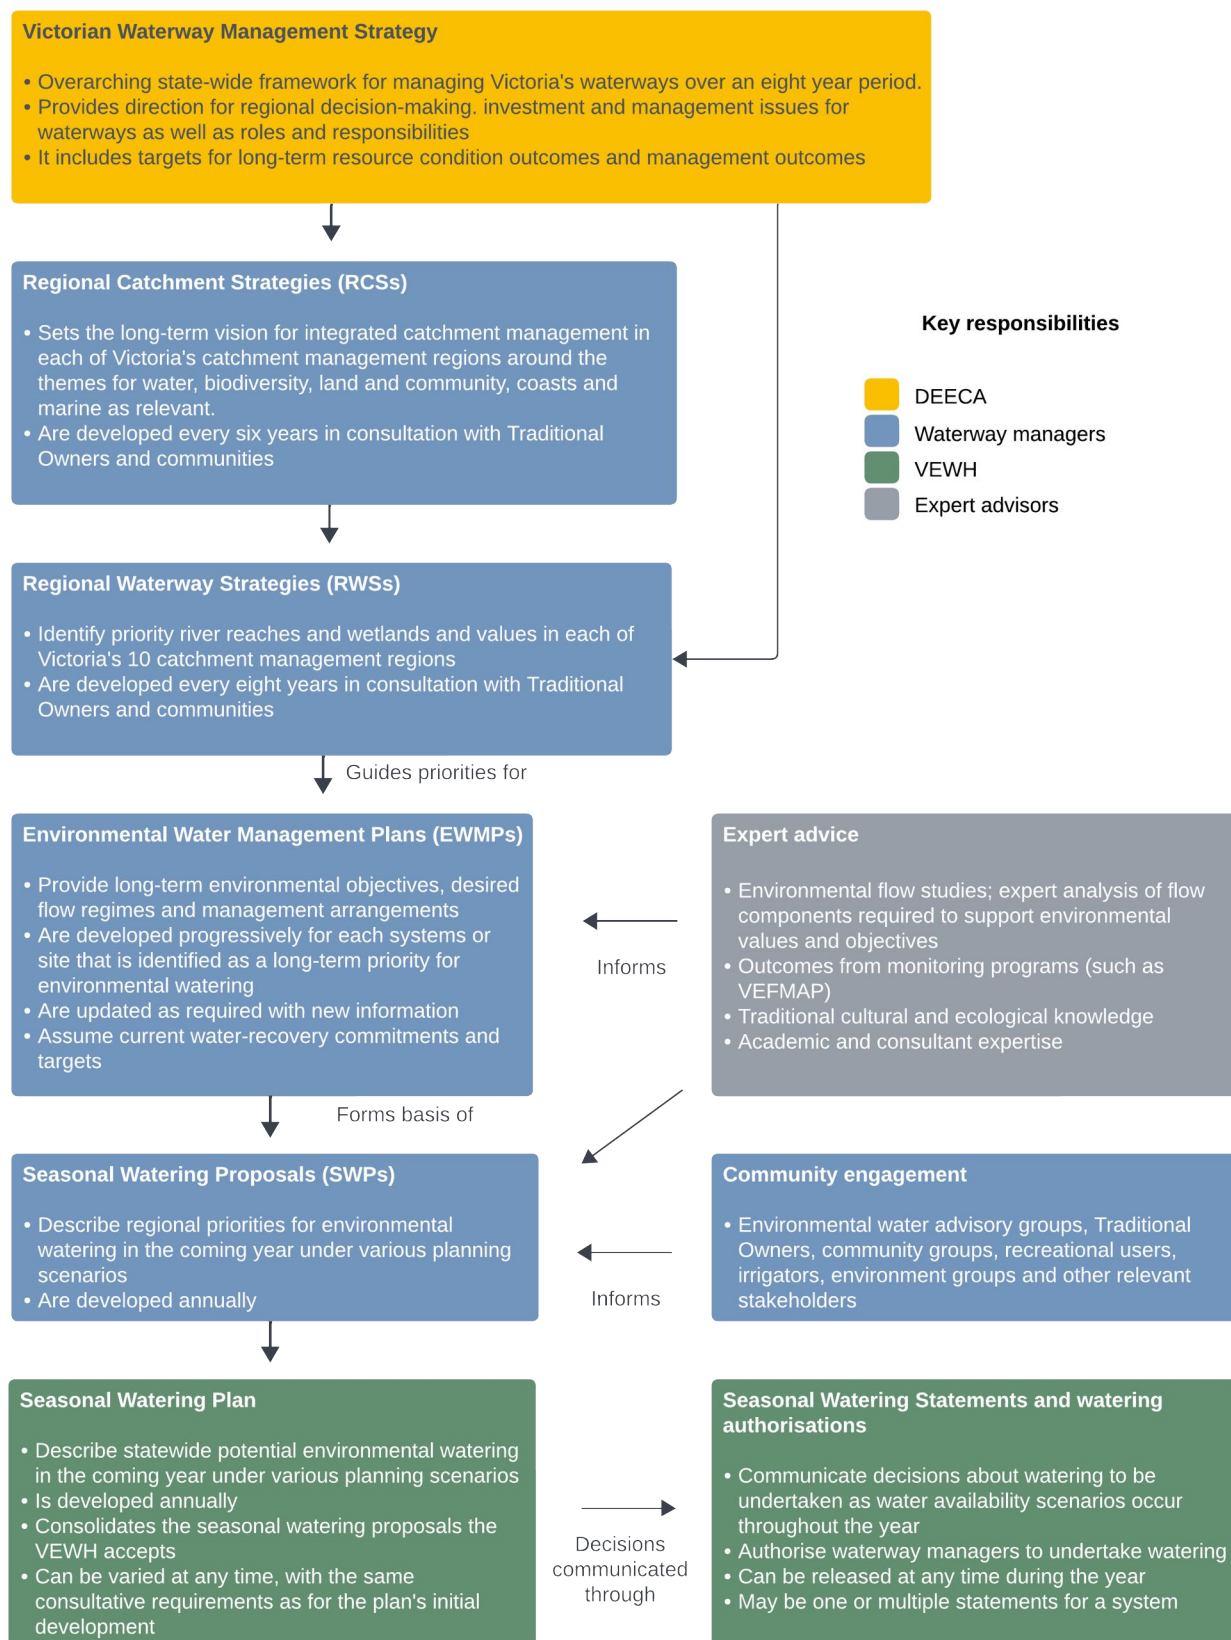 Victorian Waterway Management Strategy
• Overarching state-wide framework for managing Victoria's waterways over an eight year period.
• Provides direction for regional decision-making. investment and management issues for
waterways as well as roles and responsibilities
• It includes targets for long-term resource condition outcomes and management outcomes
Regional Catchment Strategies (RCSs)
• Sets the long-term vision for integrated catchment management in
each of Victoria's catchment management regions around the
themes for water, biodiversity, land and community, coasts and
marine as relevant.
• Are developed every six years in consultation with Traditional
Owners and communities
Key responsibilities
DEECA
Waterway managers
VEWH
Expert advisors
Regional Waterway Strategies (RWSs)
• Identify priority river reaches and wetlands and values in each of
Victoria's 10 catchment management regions
• Are developed every eight years in consultation with Traditional
Owners and communities
Guides priorities for
Environmental Water Management Plans (EWMPs)
• Provide long-term environmental objectives, desired
flow regimes and management arrangements
• Are developed progressively for each systems or
site that is identified as a long-term priority for
environmental watering
• Are updated as required with new information
• Assume current water-recovery commitments and
targets
Informs
Expert advice
• Environmental flow studies; expert analysis of flow
components required to support environmental
values and objectives
• Outcomes from monitoring programs (such as
VEFMAP)
• Traditional cultural and ecological knowledge
• Academic and consultant expertise
Forms basis of
Seasonal Watering Proposals (SWPs)
• Describe regional priorities for environmental
watering in the coming year under various planning
scenarios
• Are developed annually
Informs
Community engagement
• Environmental water advisory groups, Traditional
Owners, community groups, recreational users,
irrigators, environment groups and other relevant
stakeholders
Seasonal Watering Plan
• Describe statewide potential environmental watering
in the coming year under various planning scenarios
• Is developed annually
• Consolidates the seasonal watering proposals the
VEWH accepts
• Can be varied at any time, with the same
consultative requirements as for the plan's initial
development
Decisions
communicated
through
Seasonal Watering Statements and watering
authorisations
• Communicate decisions about watering to be
undertaken as water availability scenarios occur
throughout the year
• Authorise waterway managers to undertake watering
• Can be released at any time during the year
• May be one or multiple statements for a system